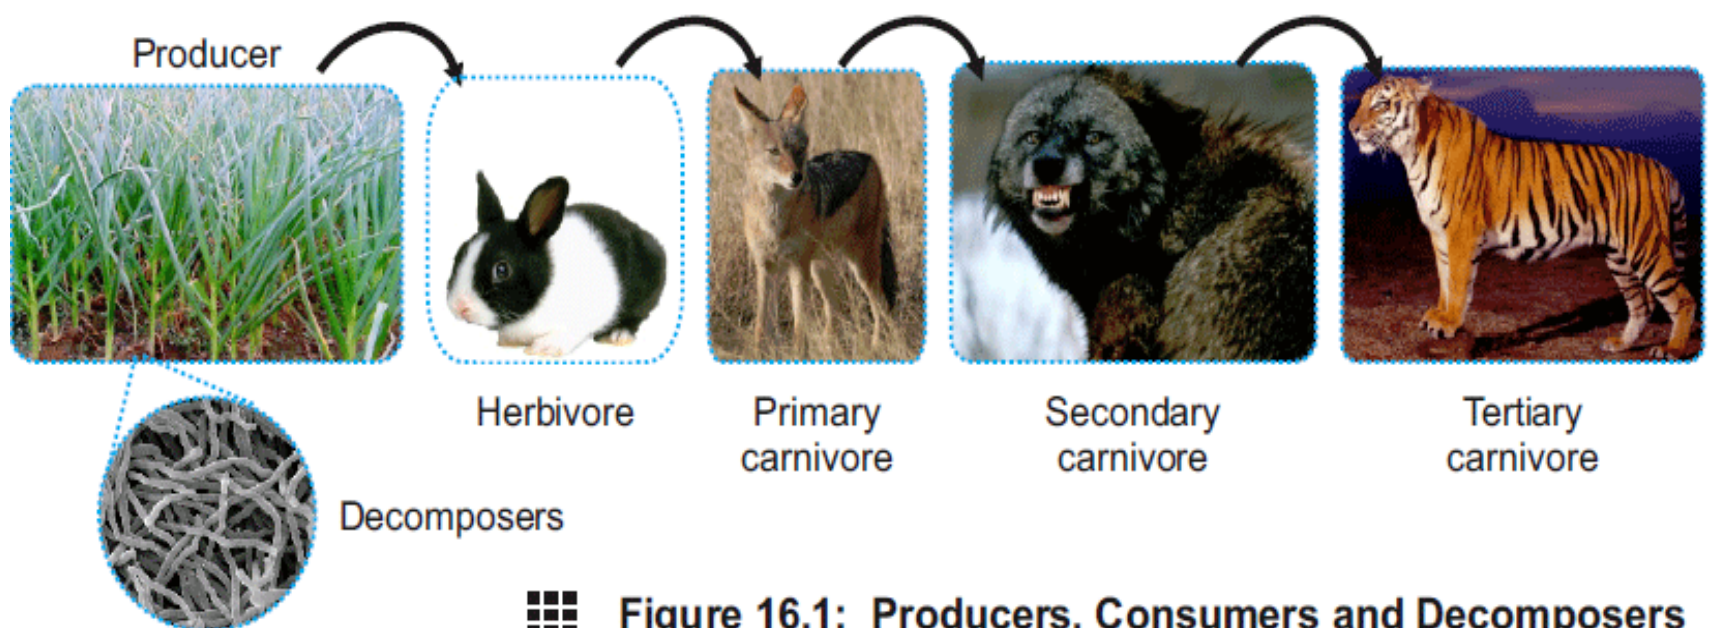 Producer
Herbivore
Primary
carnivore
Secondary
carnivore
Tertiary
carnivore
Decomposers
Figure 16.1: Producers, Consumers and Decomposers